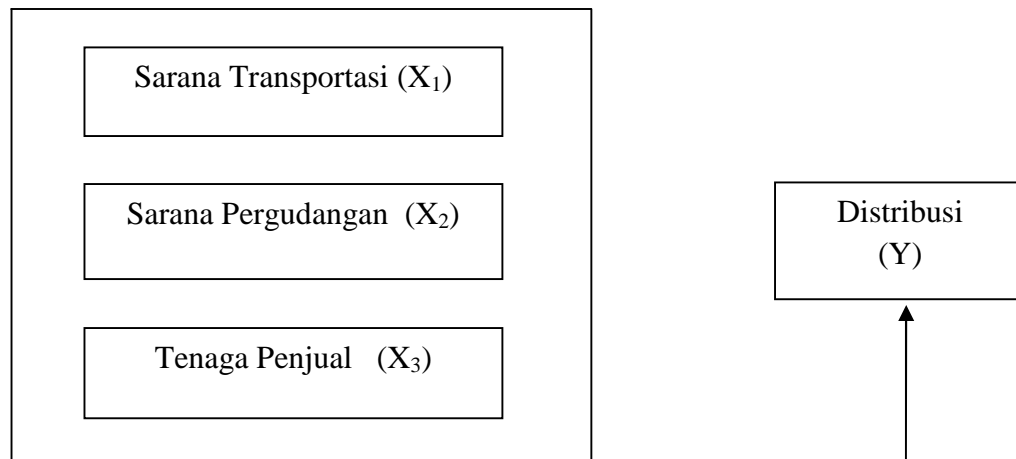 Sarana Transportasi (X₁)
Sarana Pergudangan (X₂)
Tenaga Penjual (X₃)
Distribusi
(Y)